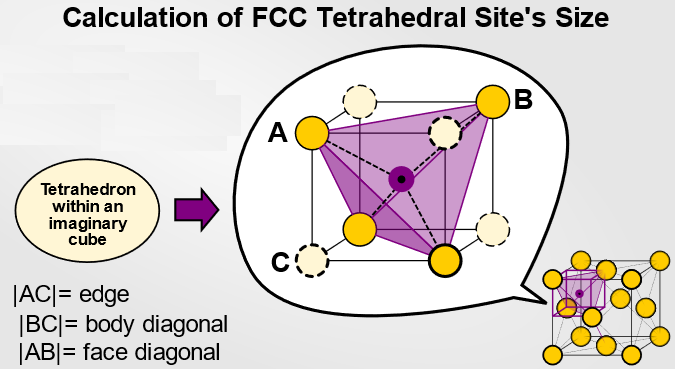 Calculation of FCC Tetrahedral Site's Size
B
A
Tetrahedron
within an
imaginary
cube
C
|AC|= edge
|BC|= body diagonal
|AB|= face diagonal